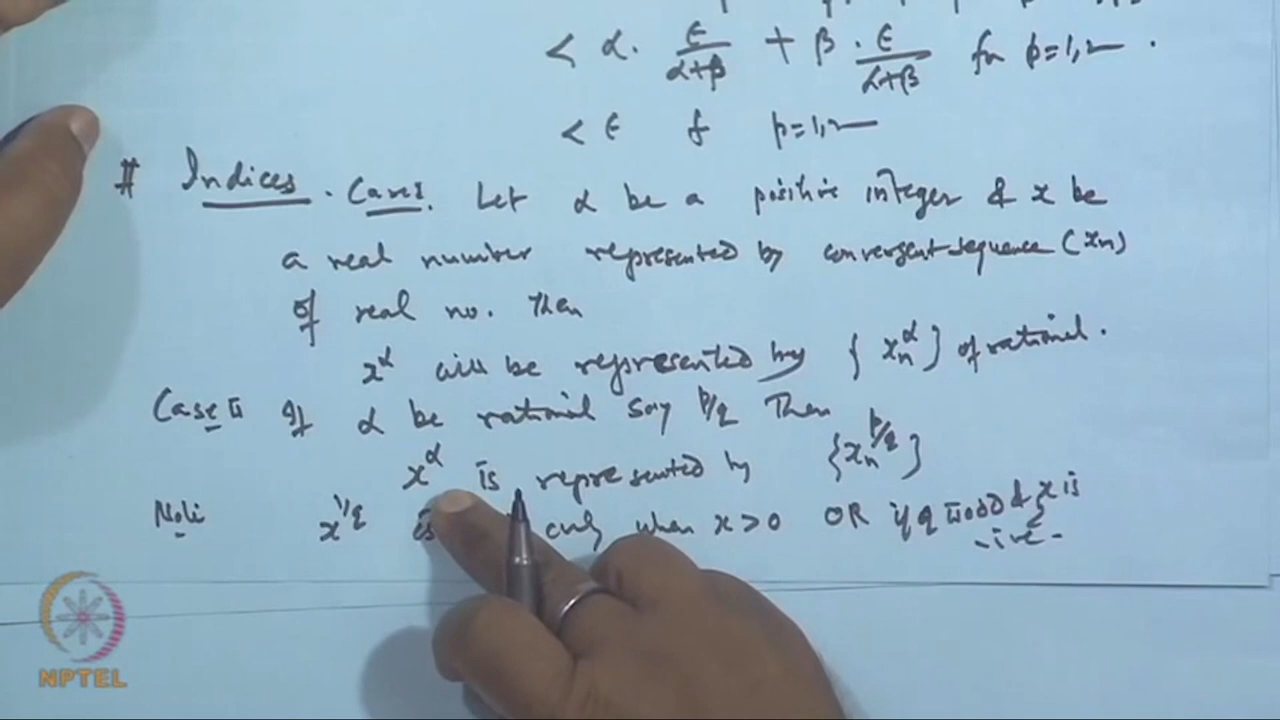 < α. ε/α+β + β . ε/α+β for p=1,2— .
< ε f p=1,2—
# Indices . Case I. Let α be a positive integer & x be
a real number represented by convergent sequence (xn)
of real no. Then
x^α will be represented by { xn^α } of rational.
Case II If α be rational say p/q Then
x^α is represented by {xn^p/q}
Note x^1/q is only when x > 0 OR if q is odd & x is
-ive.
NPTEL